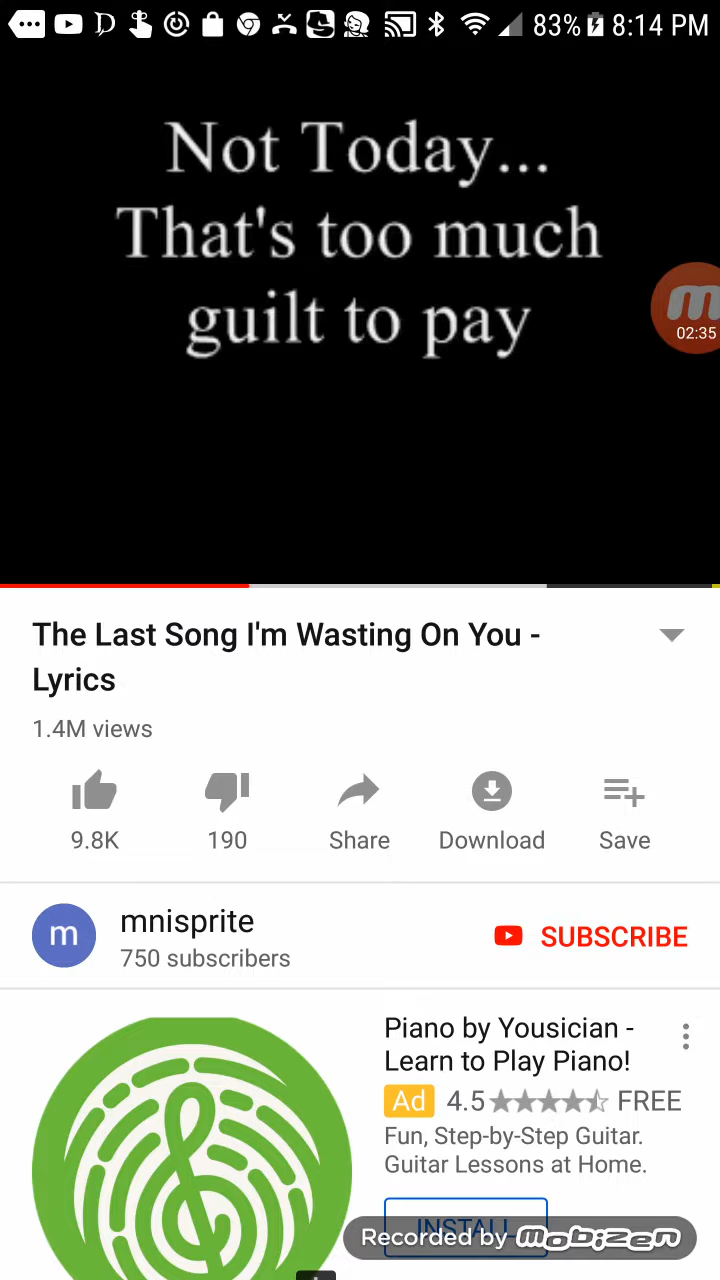 83% 8:14 PM
Not Today...
That's too much
guilt to pay
02:35
The Last Song I'm Wasting On You -
Lyrics
1.4M views
9.8K 190 Share Download Save
m mnisprite
750 subscribers
SUBSCRIBE
Piano by Yousician -
Learn to Play Piano!
Ad 4.5 FREE
Fun, Step-by-Step Guitar.
Guitar Lessons at Home.
INSTALL
Recorded by mobizen